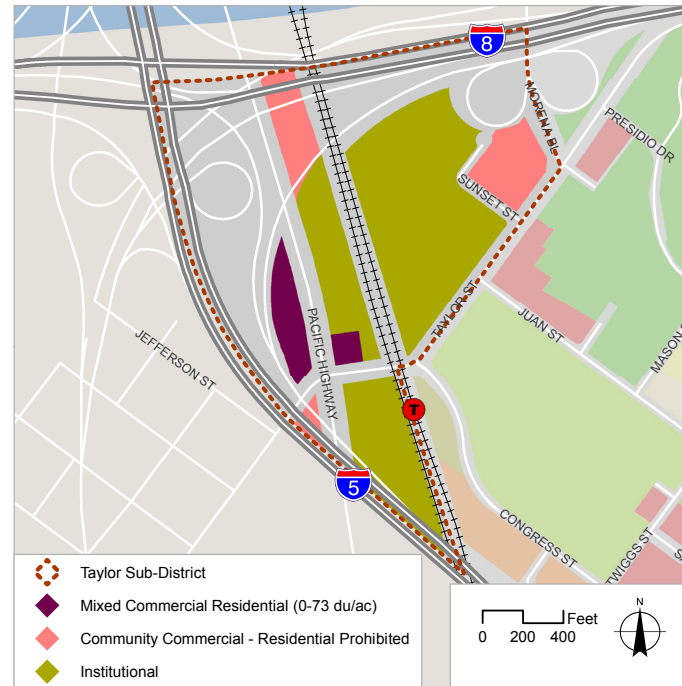 8
MORENA BL
PRESIDIO DR
SUNSET ST
TAYLOR ST
JUAN ST
PACIFIC HIGHWAY
JEFFERSON ST
T
5
CONGRESS ST
TWIGGS ST
Taylor Sub-District
Mixed Commercial Residential (0-73 du/ac)
Community Commercial - Residential Prohibited
Institutional
Feet
0 200 400
N